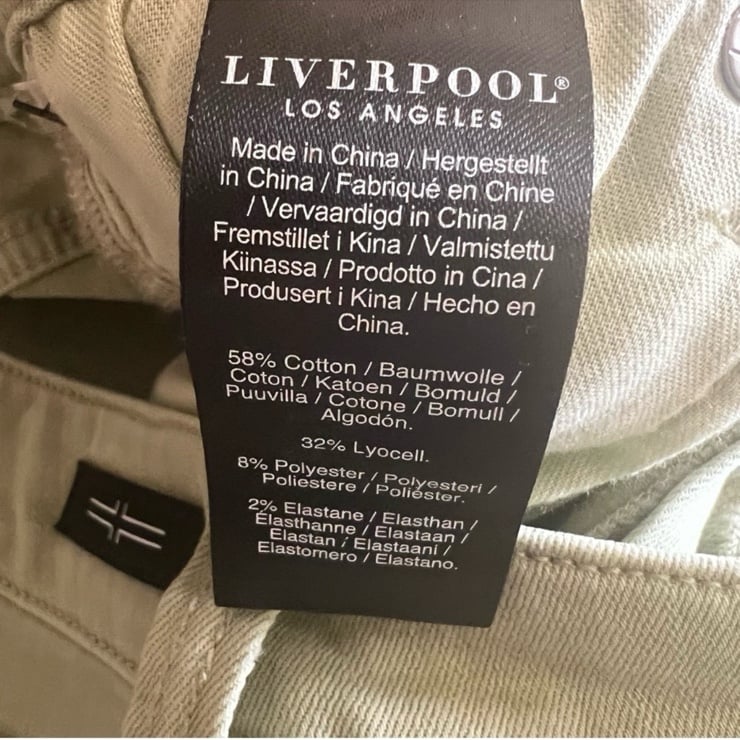 LIVERPOOL®
LOS ANGELES
Made in China / Hergestellt
in China / Fabriqué en Chine
/ Vervaardigd in China /
Fremstillet i Kina / Valmistettu
Kiinassa / Prodotto in Cina /
Produsert i Kina / Hecho en
China.
58% Cotton / Baumwolle /
Coton / Katoen / Bomuld /
Puuvilla / Cotone / Bomull /
Algodón.
32% Lyocell.
8% Polyester / Polyesteri /
Poliestere / Poliéster.
2% Elastane / Elasthan /
Élasthanne / Elastaan /
Elastan / Elastaani /
Elastomero / Elastano.